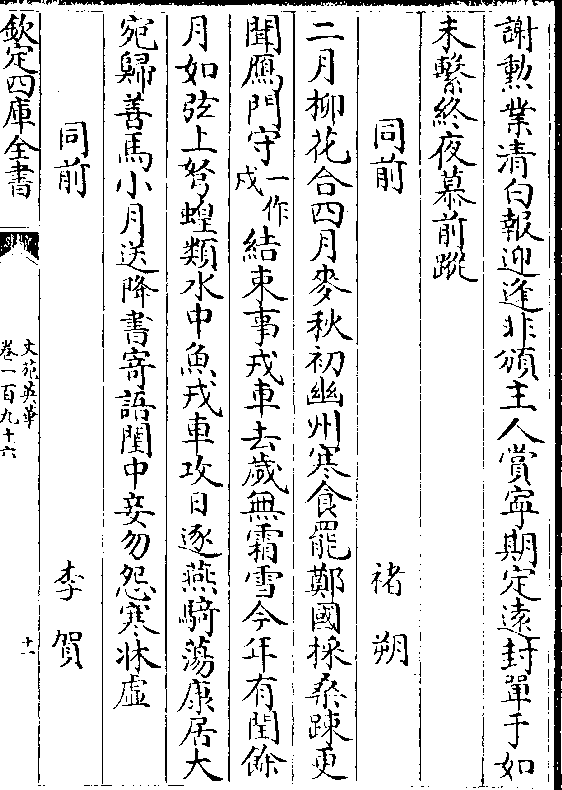 謝勲業清白報迎逢非頒主人賞寧期定遠封單于如
未繫終夜慕前蹤
同前 褚朔
二月柳花合四月麥秋初幽州寒食罷鄭國採桑踈更
聞鴈門守一作戍結束事戎車去歲無霜雪今年有閏餘
月如弦上弩蝗類水中魚戎車攻日逐燕騎蕩康居大
宛歸善馬小月送降書寄語閨中妾勿怨寒牀虚
同前 李賀
欽定四庫全書
文苑英華
卷一百九十六
十一